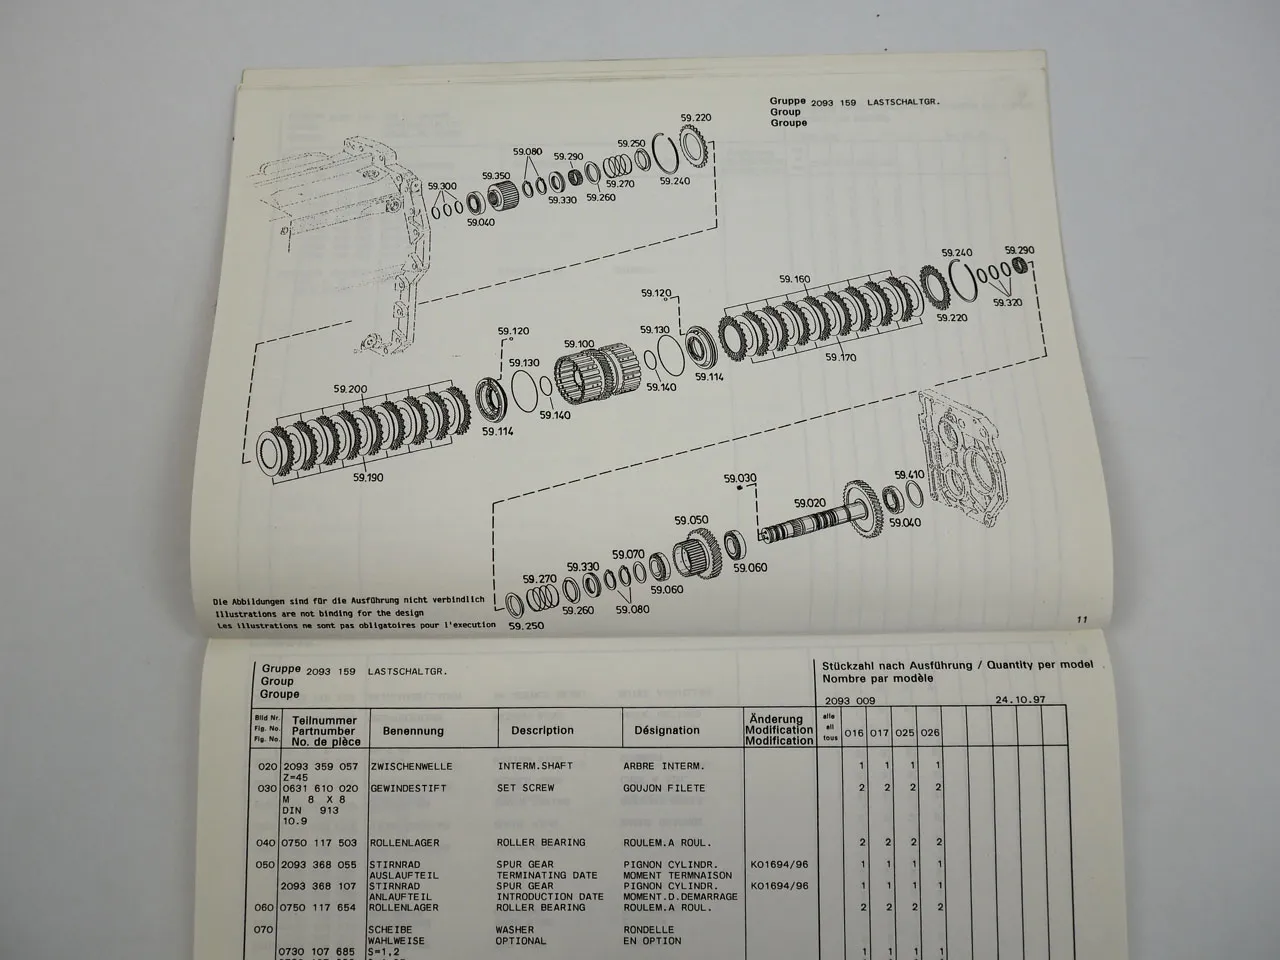 Gruppe 2093 159 LASTSCHALTGR.
Group
Groupe
59.220
59.250
59.290
59.080
59.350
59.300
59.240
59.270
59.260
59.330
59.040
59.240
59.290
59.160
59.120
59.320
59.220
59.130
59.120
59.100
59.170
59.130
59.114
59.140
59.200
59.140
59.114
59.190
59.410
59.030
59.020
59.040
59.050
59.070
59.060
59.330
59.270
59.060
59.260
59.080
59.250
Die Abbildungen sind für die Ausführung nicht verbindlich
Illustrations are not binding for the design
Les illustrations ne sont pas obligatoires pour l'execution
11
Gruppe 2093 159 LASTSCHALTGR.
Group
Groupe
Stückzahl nach Ausführung / Quantity per model
Nombre par modèle
2093 009 24.10.97
Bild Nr. Teilnummer Benennung Description Désignation Änderung alle 016 017 025 026
Fig. No. Partnumber Modification all
Fig. No. No. de pièce Modification tous
020 2093 359 057 ZWISCHENWELLE INTERM.SHAFT ARBRE INTERM. 1 1 1 1
Z=45
030 0631 610 020 GEWINDESTIFT SET SCREW GOUJON FILETE 2 2 2 2
M 8 X 8
DIN 913
10.9
040 0750 117 503 ROLLENLAGER ROLLER BEARING ROULEM.A ROUL. 2 2 2 2
050 2093 368 055 STIRNRAD SPUR GEAR PIGNON CYLINDR. KO1694/96 1 1 1 1
AUSLAUFTEIL TERMINATING DATE MOMENT TERMNAISON
2093 368 107 STIRNRAD SPUR GEAR PIGNON CYLINDR. KO1694/96 1 1 1 1
ANLAUFTEIL INTRODUCTION DATE MOMENT.D.DEMARRAGE
060 0750 117 654 ROLLENLAGER ROLLER BEARING ROULEM.A ROUL. 2 2 2 2
070 SCHEIBE WASHER RONDELLE
WAHLWEISE OPTIONAL EN OPTION
0730 107 685 S=1,2 1 1 1 1